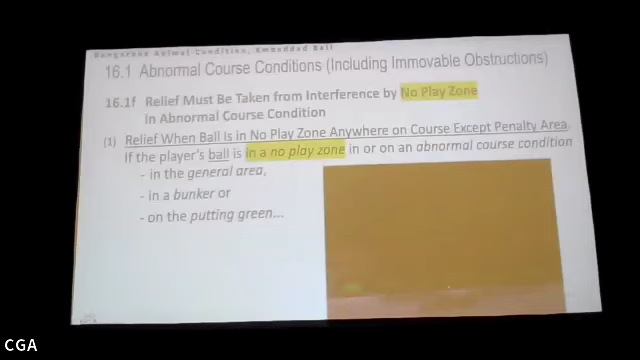 Dangerous Animal Condition, Embedded Ball
16.1 Abnormal Course Conditions (Including Immovable Obstructions)
16.1f Relief Must Be Taken from Interference by No Play Zone
in Abnormal Course Condition
(1) Relief When Ball Is in No Play Zone Anywhere on Course Except Penalty Area.
If the player's ball is in a no play zone in or on an abnormal course condition
- in the general area,
- in a bunker or
- on the putting green...
CGA